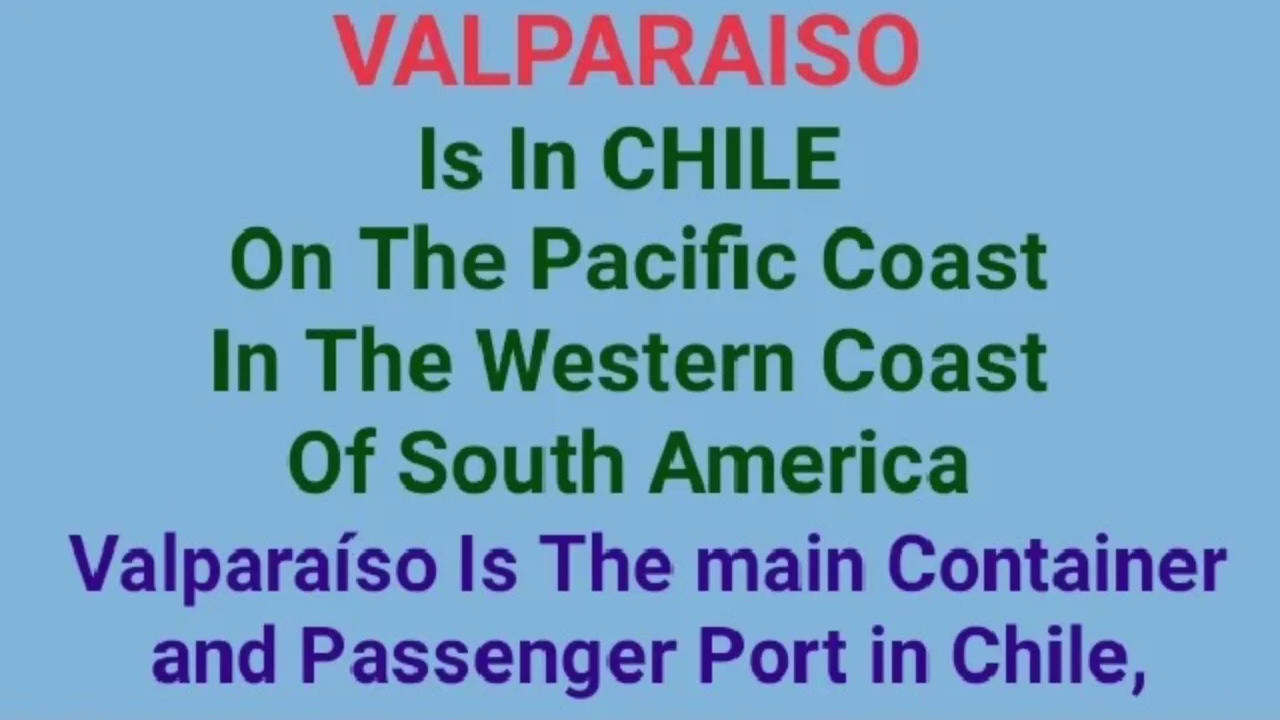 VALPARAISO
Is In CHILE
On The Pacific Coast
In The Western Coast
Of South America
Valparaíso Is The main Container
and Passenger Port in Chile,